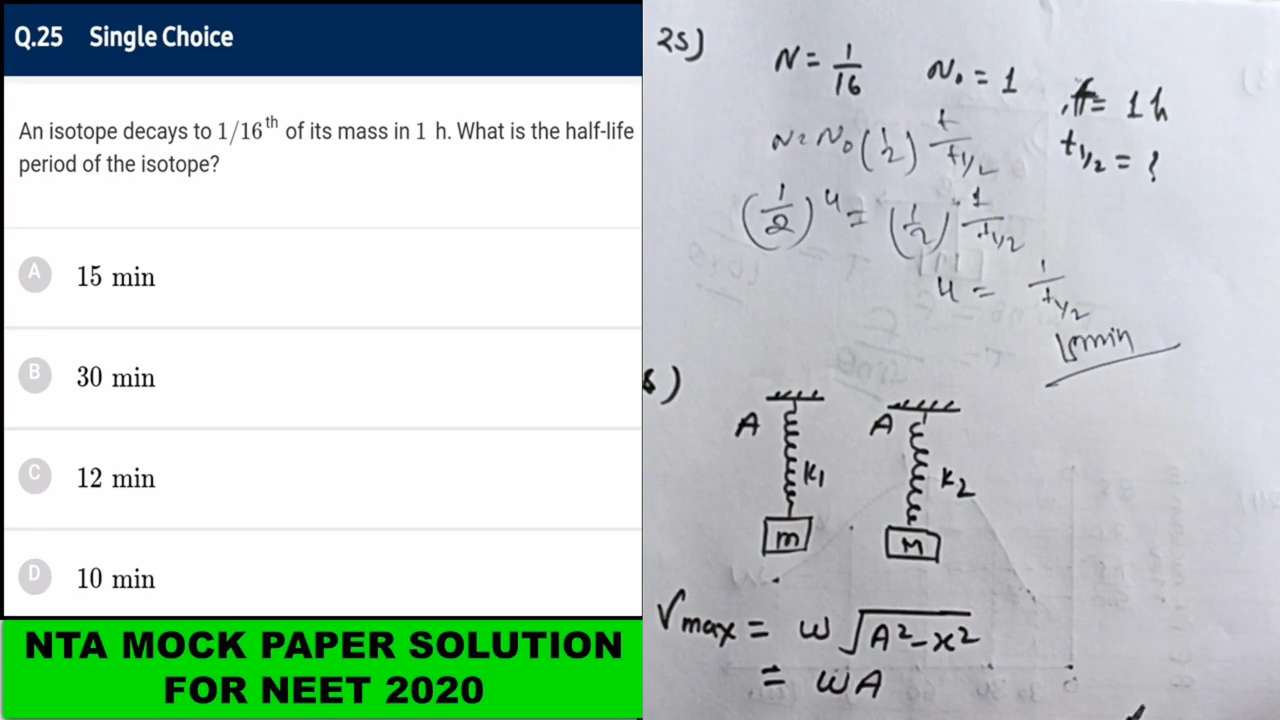 Q.25 Single Choice
An isotope decays to 1/16ᵗʰ of its mass in 1 h. What is the half-life
period of the isotope?
A 15 min
B 30 min
C 12 min
D 10 min
NTA MOCK PAPER SOLUTION
FOR NEET 2020
25)
N = 1/16 N₀ = 1 t = 1 h
N = N₀ (1/2) t/t1/2 t1/2 = ?
(1/2)⁴ = (1/2) 1/t1/2
4 = 1/t1/2
15min
)
A A
K1 K2
m M
Vmax = ω √A²-x²
= ωA